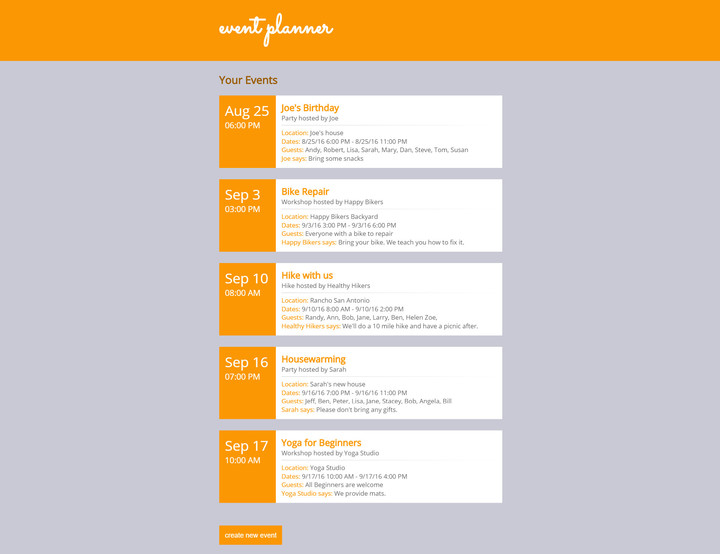 event planner
Your Events
Aug 25
06:00 PM
Joe's Birthday
Party hosted by Joe
Location: Joe's house
Dates: 8/25/16 6:00 PM - 8/25/16 11:00 PM
Guests: Andy, Robert, Lisa, Sarah, Mary, Dan, Steve, Tom, Susan
Joe says: Bring some snacks
Sep 3
03:00 PM
Bike Repair
Workshop hosted by Happy Bikers
Location: Happy Bikers Backyard
Dates: 9/3/16 3:00 PM - 9/3/16 6:00 PM
Guests: Everyone with a bike to repair
Happy Bikers says: Bring your bike. We teach you how to fix it.
Sep 10
08:00 AM
Hike with us
Hike hosted by Healthy Hikers
Location: Rancho San Antonio
Dates: 9/10/16 8:00 AM - 9/10/16 2:00 PM
Guests: Randy, Ann, Bob, Jane, Larry, Ben, Helen Zoe,
Healthy Hikers says: We'll do a 10 mile hike and have a picnic after.
Sep 16
07:00 PM
Housewarming
Party hosted by Sarah
Location: Sarah's new house
Dates: 9/16/16 7:00 PM - 9/16/16 11:00 PM
Guests: Jeff, Ben, Peter, Lisa, Jane, Stacey, Bob, Angela, Bill
Sarah says: Please don't bring any gifts.
Sep 17
10:00 AM
Yoga for Beginners
Workshop hosted by Yoga Studio
Location: Yoga Studio
Dates: 9/17/16 10:00 AM - 9/17/16 4:00 PM
Guests: All Beginners are welcome
Yoga Studio says: We provide mats.
create new event